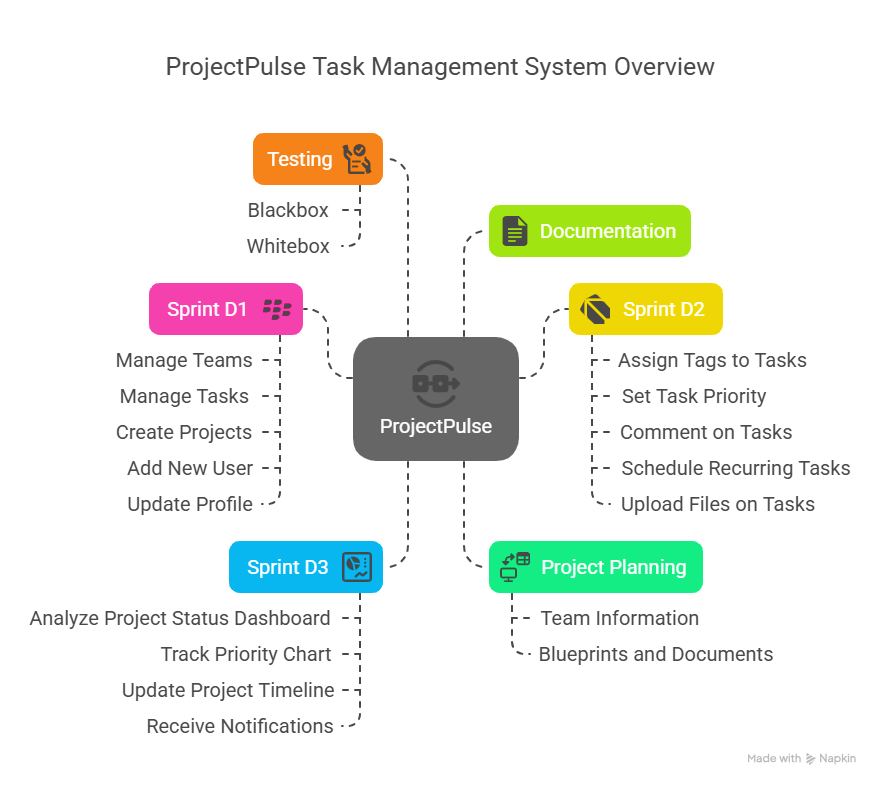 ProjectPulse Task Management System Overview
Testing
Blackbox
Whitebox
Documentation
Sprint D1
Manage Teams
Manage Tasks
Create Projects
Add New User
Update Profile
Sprint D2
Assign Tags to Tasks
Set Task Priority
Comment on Tasks
Schedule Recurring Tasks
Upload Files on Tasks
ProjectPulse
Sprint D3
Analyze Project Status Dashboard
Track Priority Chart
Update Project Timeline
Receive Notifications
Project Planning
Team Information
Blueprints and Documents
Made with Napkin